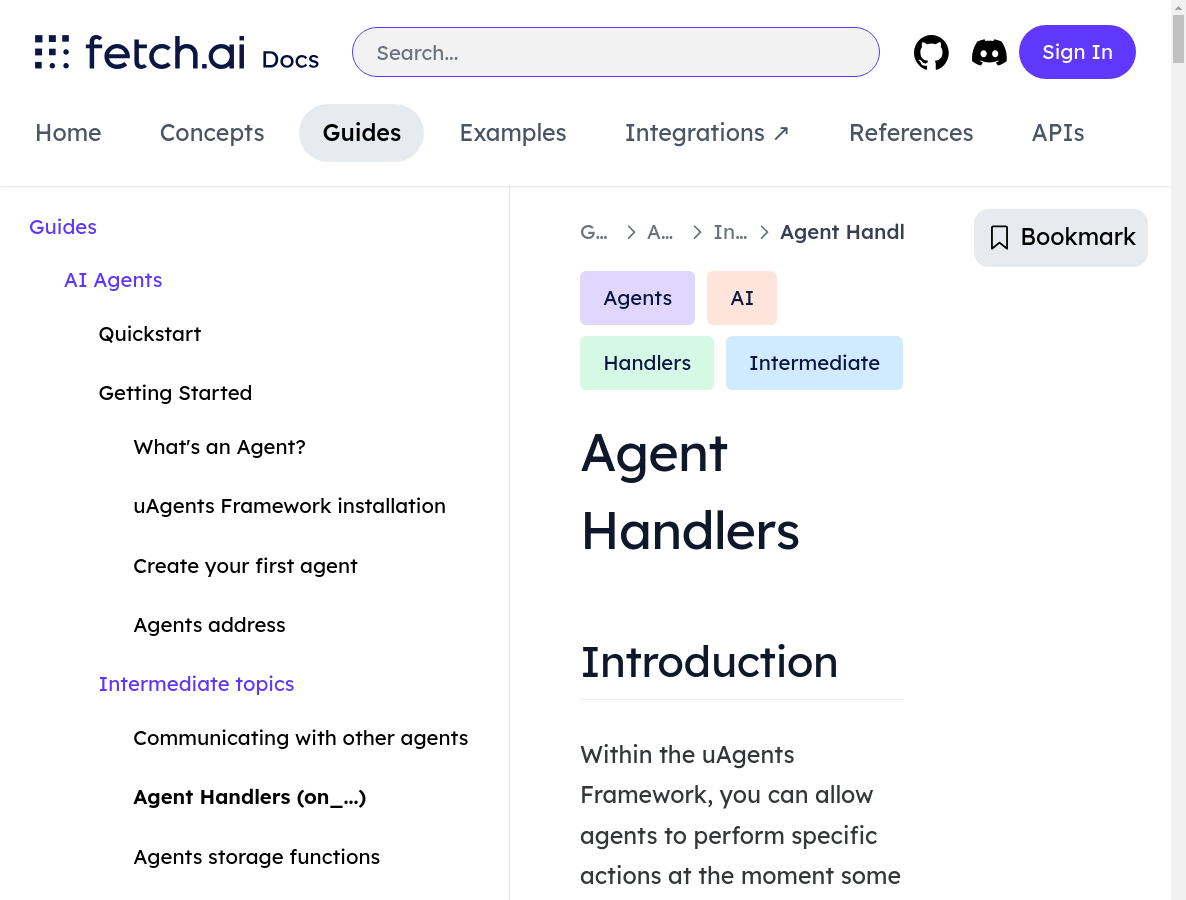 fetch.ai Docs
Search...
Sign In
Home
Concepts
Guides
Examples
Integrations ↗
References
APIs
Guides
AI Agents
Quickstart
Getting Started
What's an Agent?
uAgents Framework installation
Create your first agent
Agents address
Intermediate topics
Communicating with other agents
Agent Handlers (on_...)
Agents storage functions
G… > A… > In… > Agent Handl
Bookmark
Agents
AI
Handlers
Intermediate
Agent
Handlers
Introduction
Within the uAgents
Framework, you can allow
agents to perform specific
actions at the moment some